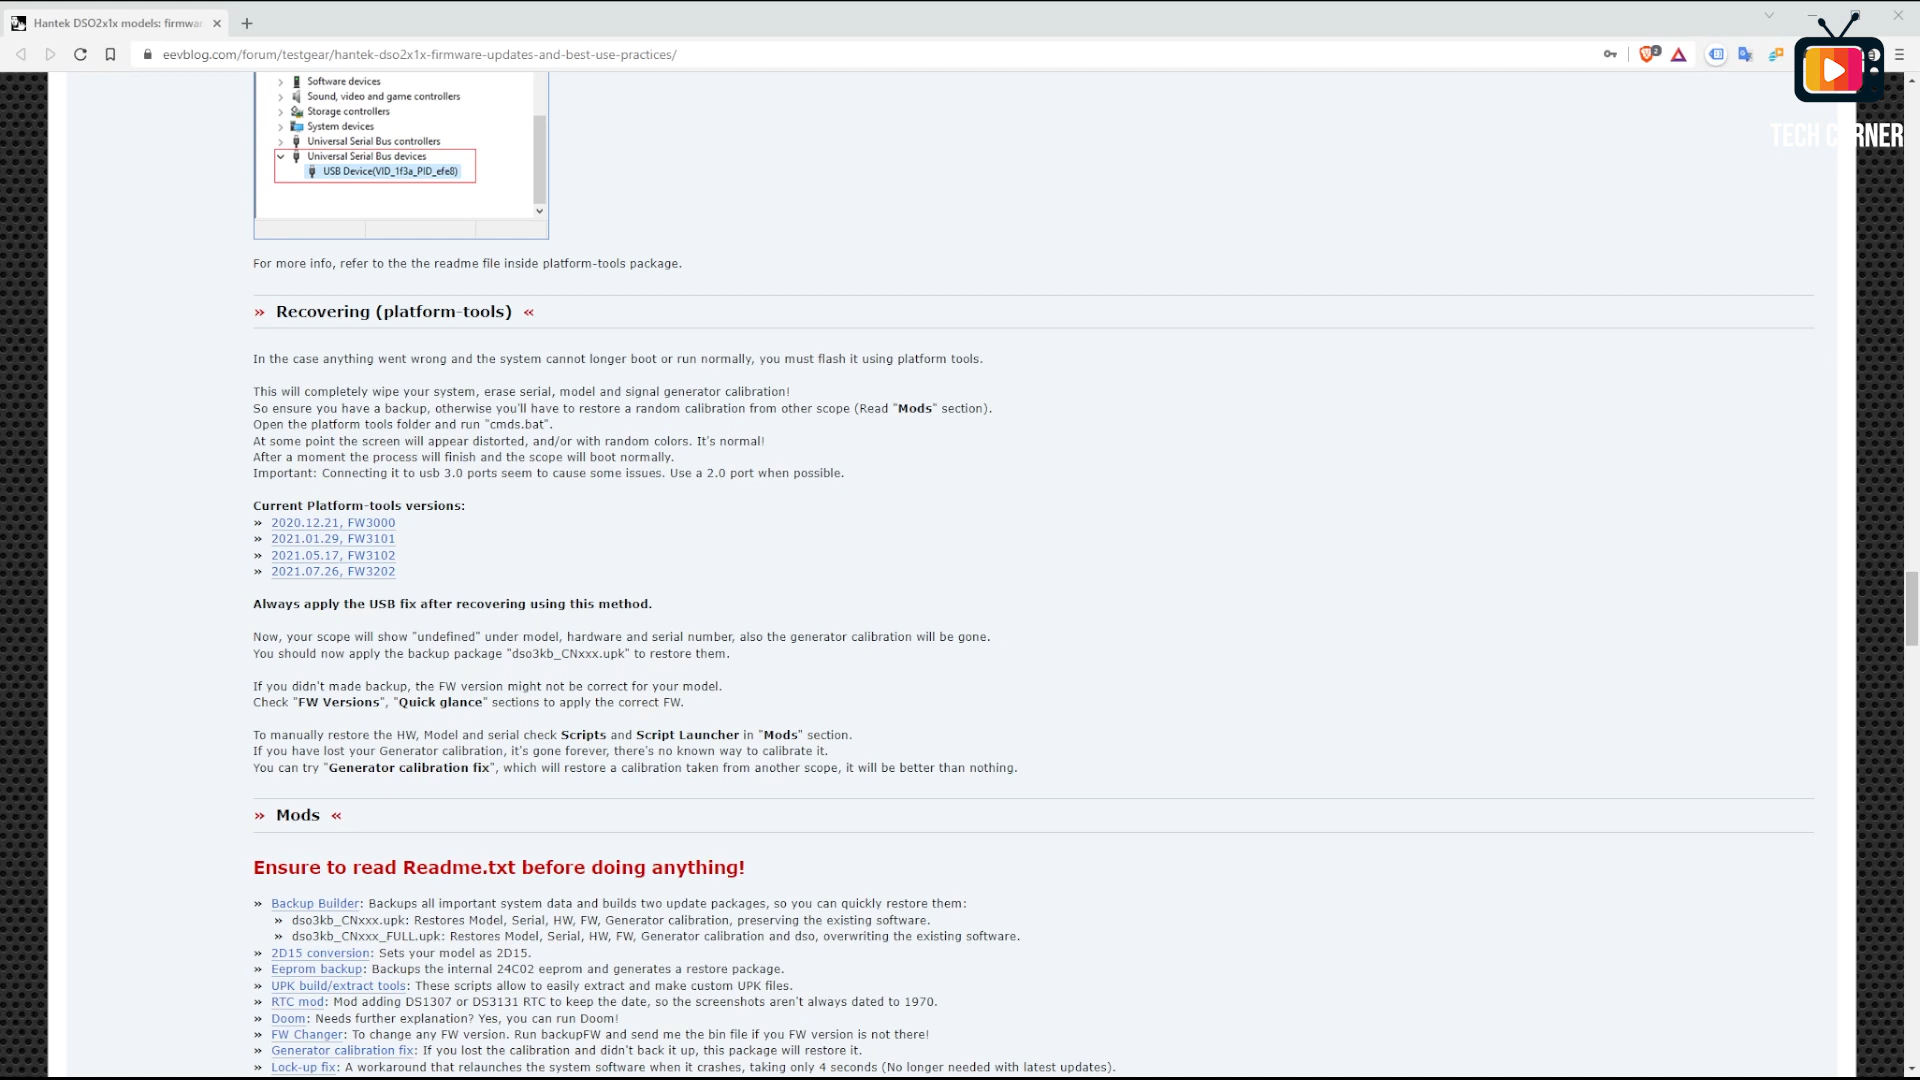 Hantek DSO2x1x models: firmwar
eevblog.com/forum/testgear/hantek-dso2x1x-firmware-updates-and-best-use-practices/
2
TECH C RNER
Software devices
Sound, video and game controllers
Storage controllers
System devices
Universal Serial Bus controllers
Universal Serial Bus devices
USB Device(VID_1f3a_PID_efe8)
For more info, refer to the the readme file inside platform-tools package.
» Recovering (platform-tools) «
In the case anything went wrong and the system cannot longer boot or run normally, you must flash it using platform tools.
This will completely wipe your system, erase serial, model and signal generator calibration!
So ensure you have a backup, otherwise you'll have to restore a random calibration from other scope (Read "Mods" section).
Open the platform tools folder and run "cmds.bat".
At some point the screen will appear distorted, and/or with random colors. It's normal!
After a moment the process will finish and the scope will boot normally.
Important: Connecting it to usb 3.0 ports seem to cause some issues. Use a 2.0 port when possible.
Current Platform-tools versions:
» 2020.12.21, FW3000
» 2021.01.29, FW3101
» 2021.05.17, FW3102
» 2021.07.26, FW3202
Always apply the USB fix after recovering using this method.
Now, your scope will show "undefined" under model, hardware and serial number, also the generator calibration will be gone.
You should now apply the backup package "dso3kb_CNxxx.upk" to restore them.
If you didn't made backup, the FW version might not be correct for your model.
Check "FW Versions", "Quick glance" sections to apply the correct FW.
To manually restore the HW, Model and serial check Scripts and Script Launcher in "Mods" section.
If you have lost your Generator calibration, it's gone forever, there's no known way to calibrate it.
You can try "Generator calibration fix", which will restore a calibration taken from another scope, it will be better than nothing.
» Mods «
Ensure to read Readme.txt before doing anything!
» Backup Builder: Backups all important system data and builds two update packages, so you can quickly restore them:
» dso3kb_CNxxx.upk: Restores Model, Serial, HW, FW, Generator calibration, preserving the existing software.
» dso3kb_CNxxx_FULL.upk: Restores Model, Serial, HW, FW, Generator calibration and dso, overwriting the existing software.
» 2D15 conversion: Sets your model as 2D15.
» Eeprom backup: Backups the internal 24C02 eeprom and generates a restore package.
» UPK build/extract tools: These scripts allow to easily extract and make custom UPK files.
» RTC mod: Mod adding DS1307 or DS3131 RTC to keep the date, so the screenshots aren't always dated to 1970.
» Doom: Needs further explanation? Yes, you can run Doom!
» FW Changer: To change any FW version. Run backupFW and send me the bin file if you FW version is not there!
» Generator calibration fix: If you lost the calibration and didn't back it up, this package will restore it.
» Lock-up fix: A workaround that relaunches the system software when it crashes, taking only 4 seconds (No longer needed with latest updates).